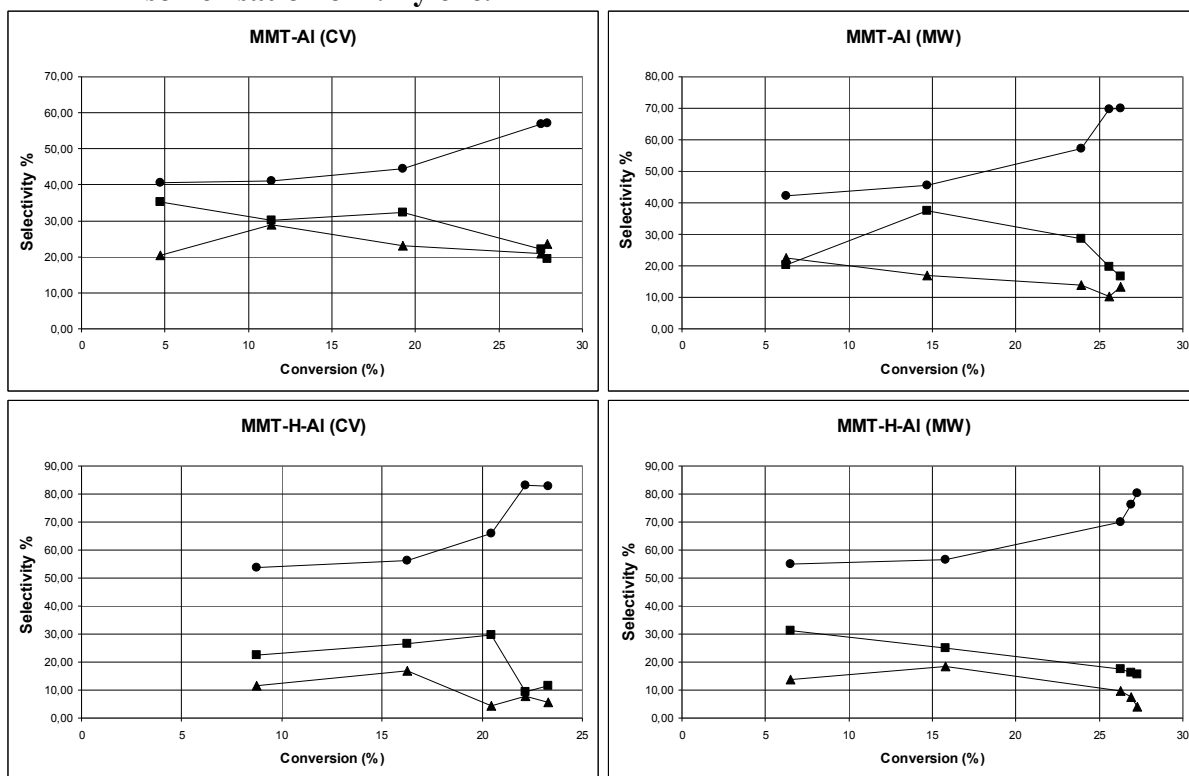 MMT-Al (CV)
70,00
60,00
50,00
40,00
30,00
20,00
10,00
0,00
Selectivity %
0 5 10 15 20 25 30
Conversion (%)
MMT-Al (MW)
80,00
70,00
60,00
50,00
40,00
30,00
20,00
10,00
0,00
Selectivity %
0 5 10 15 20 25 30
Conversion (%)
MMT-H-Al (CV)
90,00
80,00
70,00
60,00
50,00
40,00
30,00
20,00
10,00
0,00
Selectivity %
0 5 10 15 20 25
Conversion (%)
MMT-H-Al (MW)
90,00
80,00
70,00
60,00
50,00
40,00
30,00
20,00
10,00
0,00
Selectivity %
0 5 10 15 20 25 30
Conversion (%)